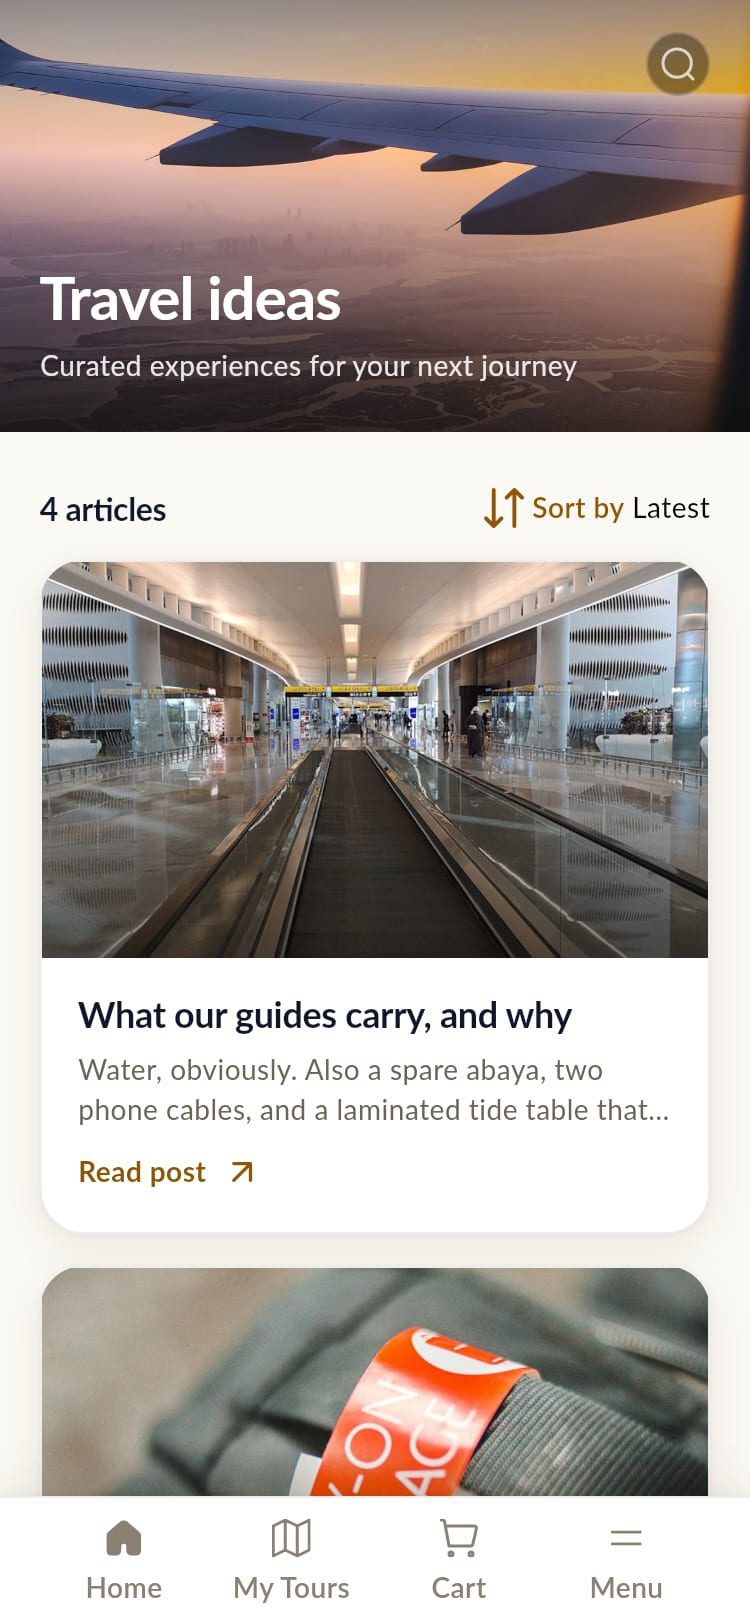 Travel ideas
Curated experiences for your next journey
4 articles
Sort by Latest
What our guides carry, and why
Water, obviously. Also a spare abaya, two
phone cables, and a laminated tide table that...
Read post
Y-ON
AGE
Home
My Tours
Cart
Menu